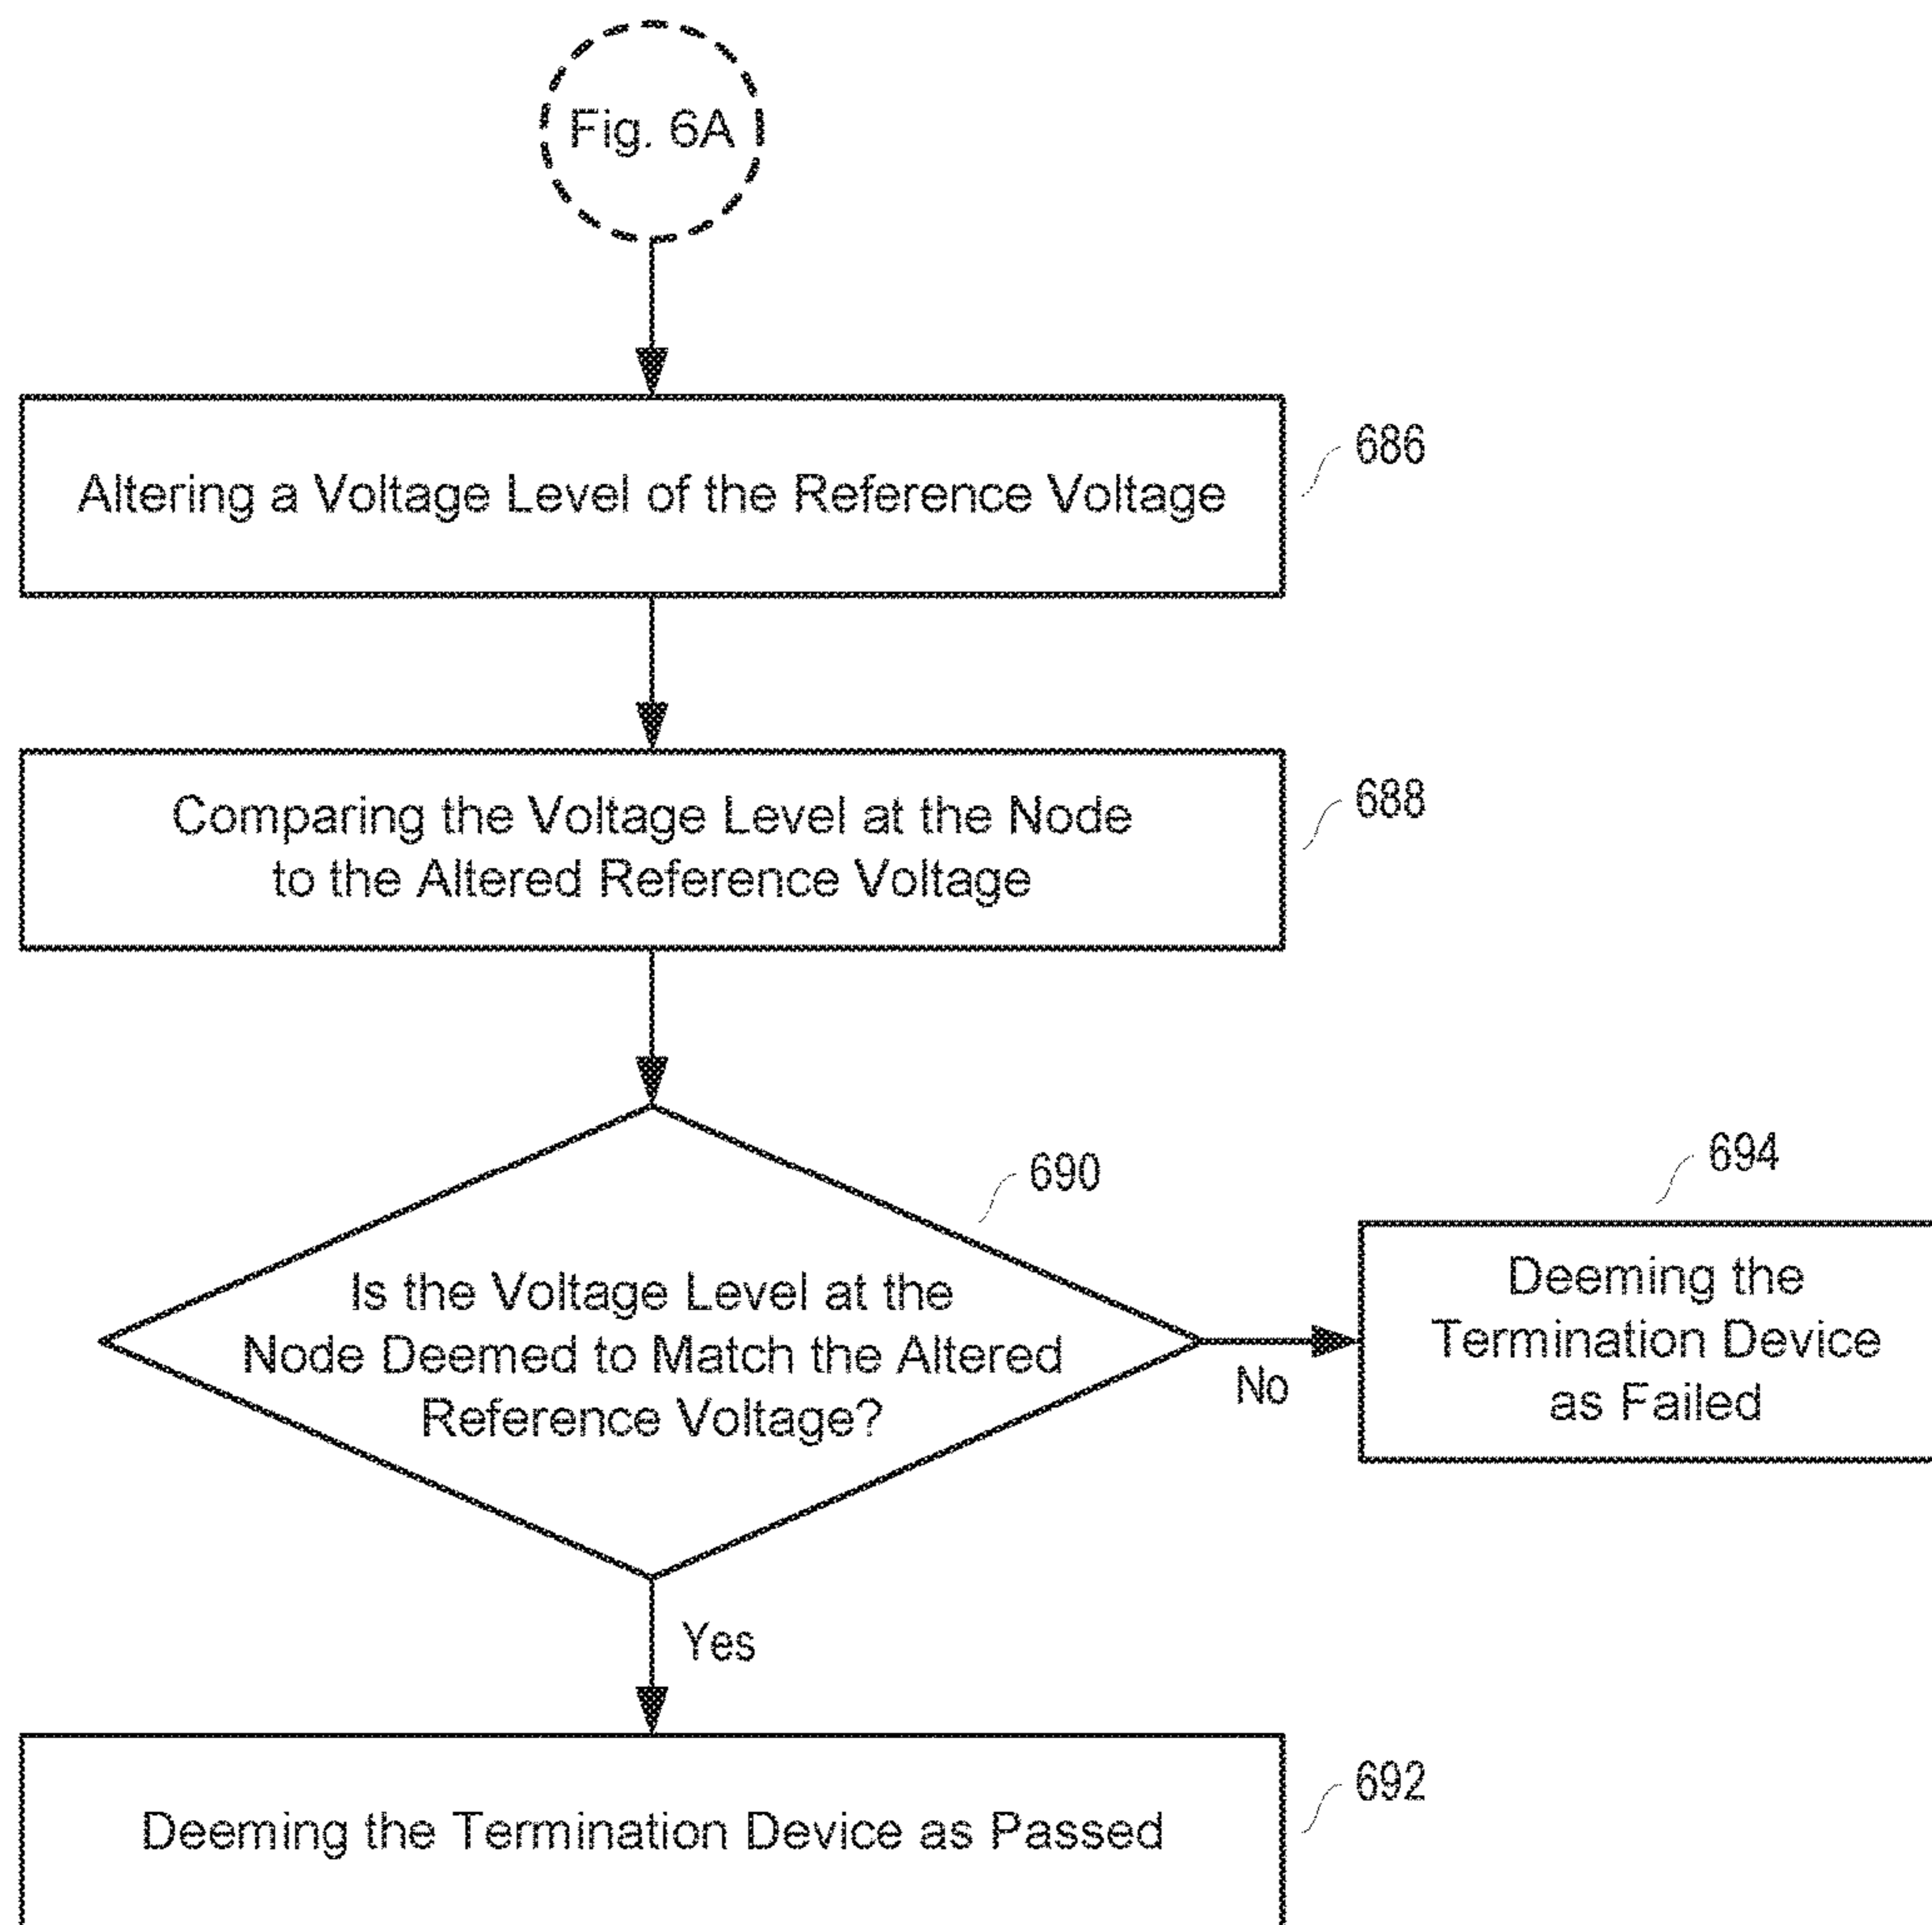 Fig. 6A
Altering a Voltage Level of the Reference Voltage
686
Comparing the Voltage Level at the Node
to the Altered Reference Voltage
688
690
Is the Voltage Level at the
Node Deemed to Match the Altered
Reference Voltage?
No
694
Deeming the
Termination Device
as Failed
Yes
Deeming the Termination Device as Passed
692